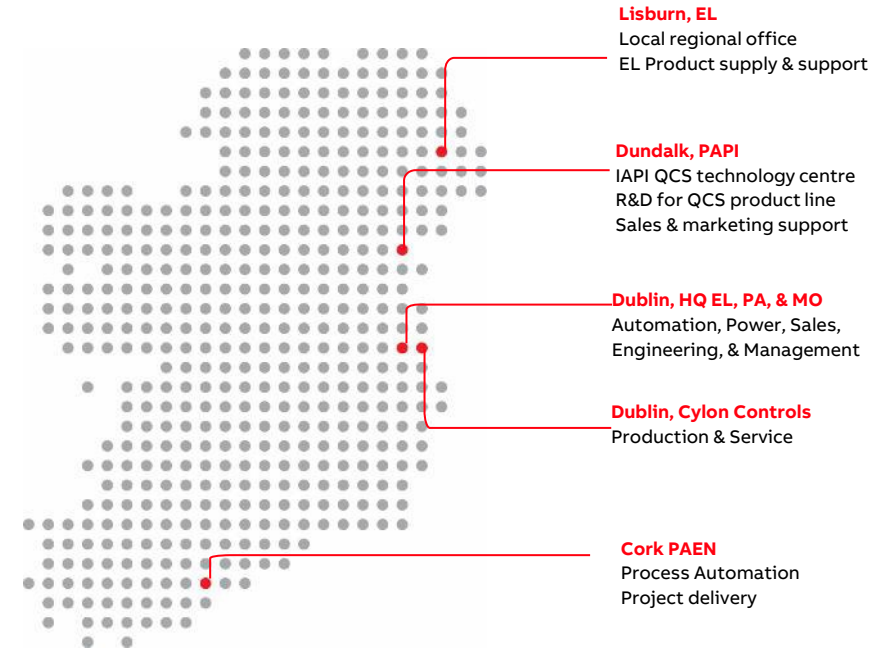 Lisburn, EL
Local regional office
EL Product supply & support
Dundalk, PAPI
IAPI QCS technology centre
R&D for QCS product line
Sales & marketing support
Dublin, HQ EL, PA, & MO
Automation, Power, Sales,
Engineering, & Management
Dublin, Cylon Controls
Production & Service
Cork PAEN
Process Automation
Project delivery